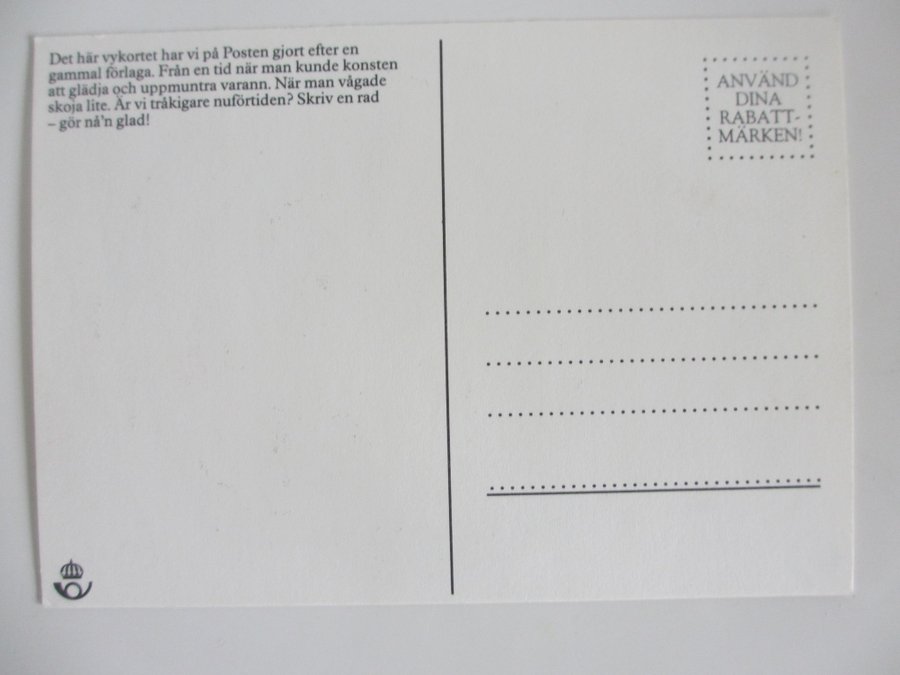 Det här vykortet har vi på Posten gjort efter en
gammal förlaga. Från en tid när man kunde konsten
att glädja och uppmuntra varann. När man vågade
skoja lite. Är vi tråkigare nuförtiden? Skriv en rad
– gör nå'n glad!
ANVÄND
DINA
RABATT-
MÄRKEN!